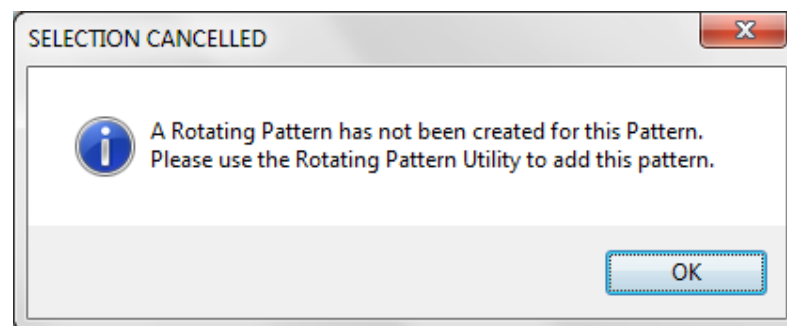 SELECTION CANCELLED
A Rotating Pattern has not been created for this Pattern.
Please use the Rotating Pattern Utility to add this pattern.
OK